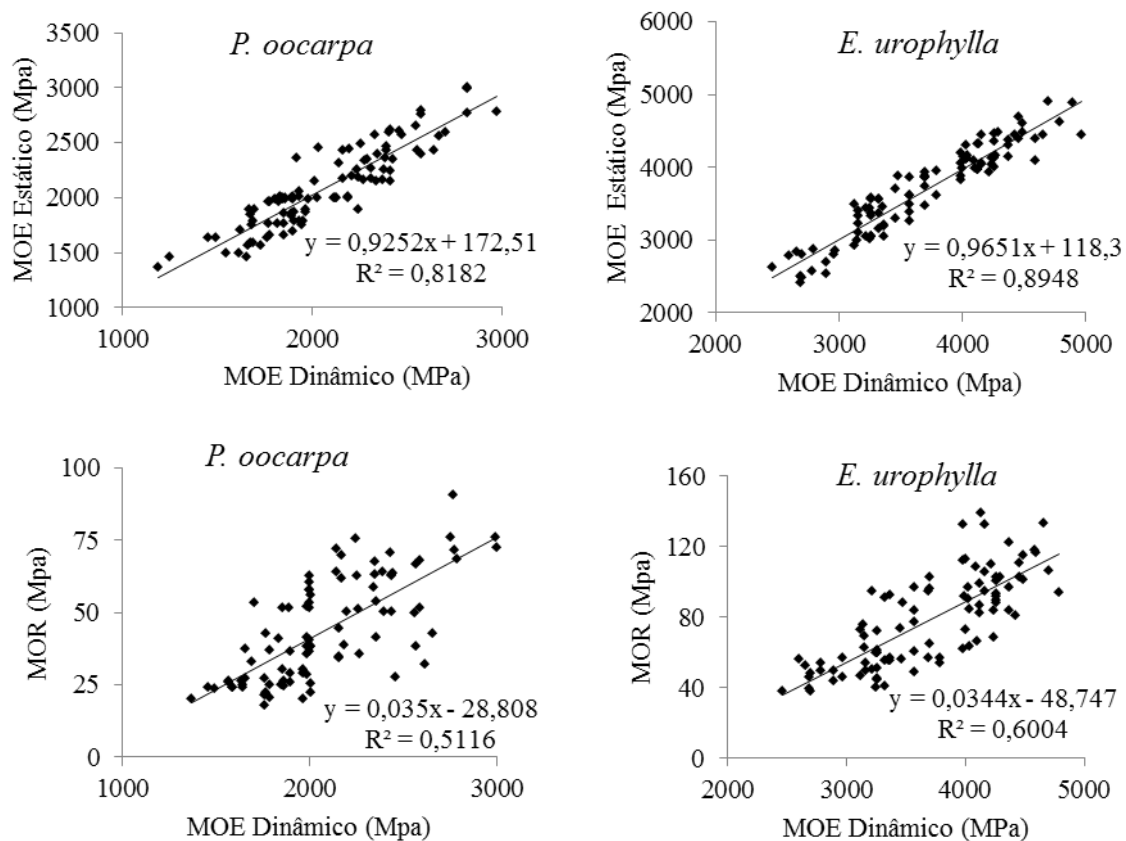 P. oocarpa
MOE Estático (Mpa)
3500
3000
2500
2000
1500
1000
y = 0,9252x + 172,51
R² = 0,8182
1000
2000
3000
MOE Dinâmico (MPa)
E. urophylla
MOE Estático (Mpa)
6000
5000
4000
3000
2000
y = 0,9651x + 118,3
R² = 0,8948
2000
3000
4000
5000
MOE Dinâmico (Mpa)
P. oocarpa
MOR (Mpa)
100
75
50
25
0
y = 0,035x - 28,808
R² = 0,5116
1000
2000
3000
MOE Dinâmico (Mpa)
E. urophylla
MOR (Mpa)
160
120
80
40
0
y = 0,0344x - 48,747
R² = 0,6004
2000
3000
4000
5000
MOE Dinâmico (MPa)